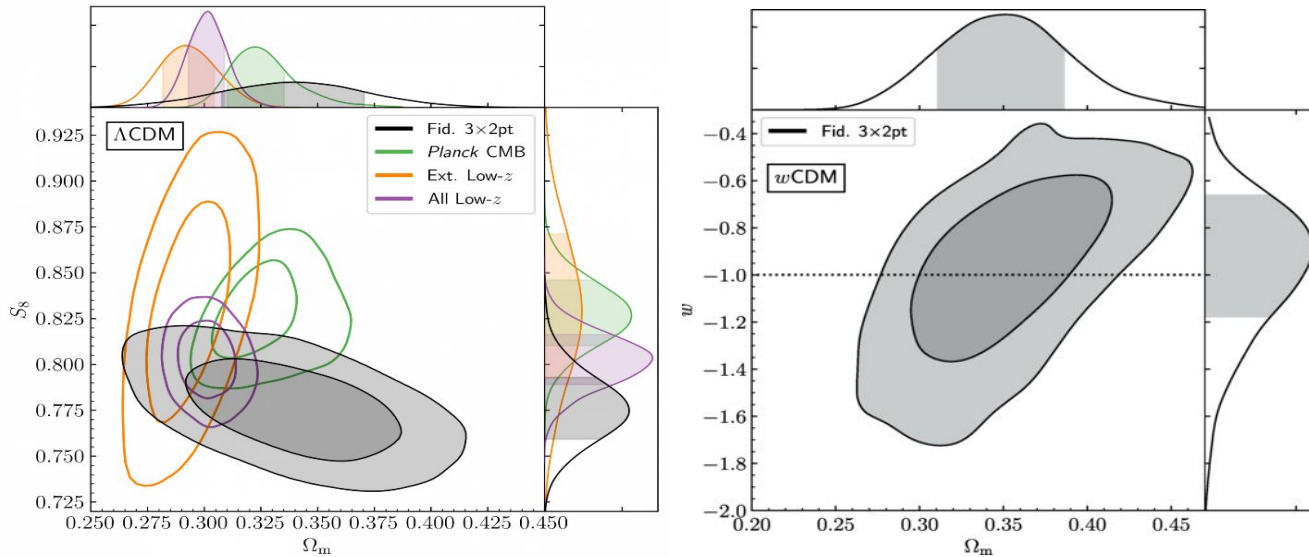 ΛCDM
Fid. 3×2pt
Planck CMB
Ext. Low-z
All Low-z
0.925
0.900
0.875
0.850
0.825
0.800
0.775
0.750
0.725
S₈
0.250 0.275 0.300 0.325 0.350 0.375 0.400 0.425 0.450
Ωₘ
Fid. 3×2pt
wCDM
−0.4
−0.6
−0.8
−1.0
−1.2
−1.4
−1.6
−1.8
−2.0
w
0.20 0.25 0.30 0.35 0.40 0.45
Ωₘ